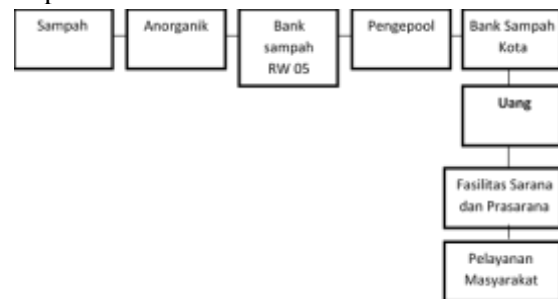 Sampah
Anorganik
Bank
sampah
RW 05
Pengepool
Bank Sampah
Kota
Uang
Fasilitas Sarana
dan Prasarana
Pelayanan
Masyarakat